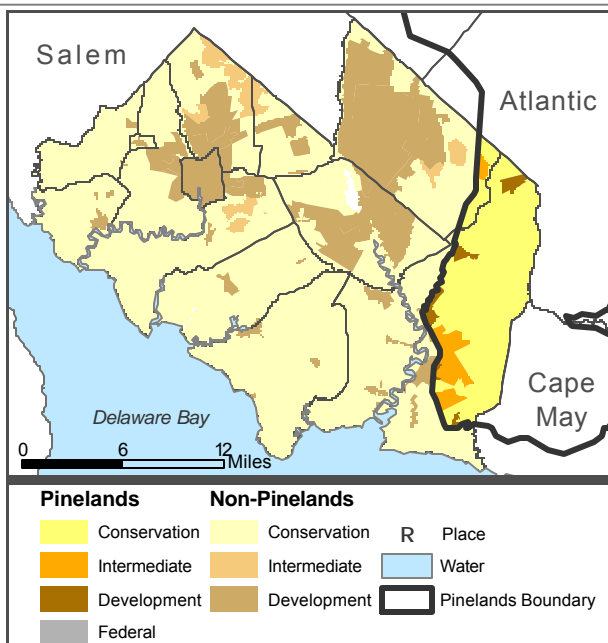 Salem
Atlantic
Cape
May
Delaware Bay
0 6 12
Miles
Pinelands Non-Pinelands
Conservation Conservation R Place
Intermediate Intermediate Water
Development Development Pinelands Boundary
Federal